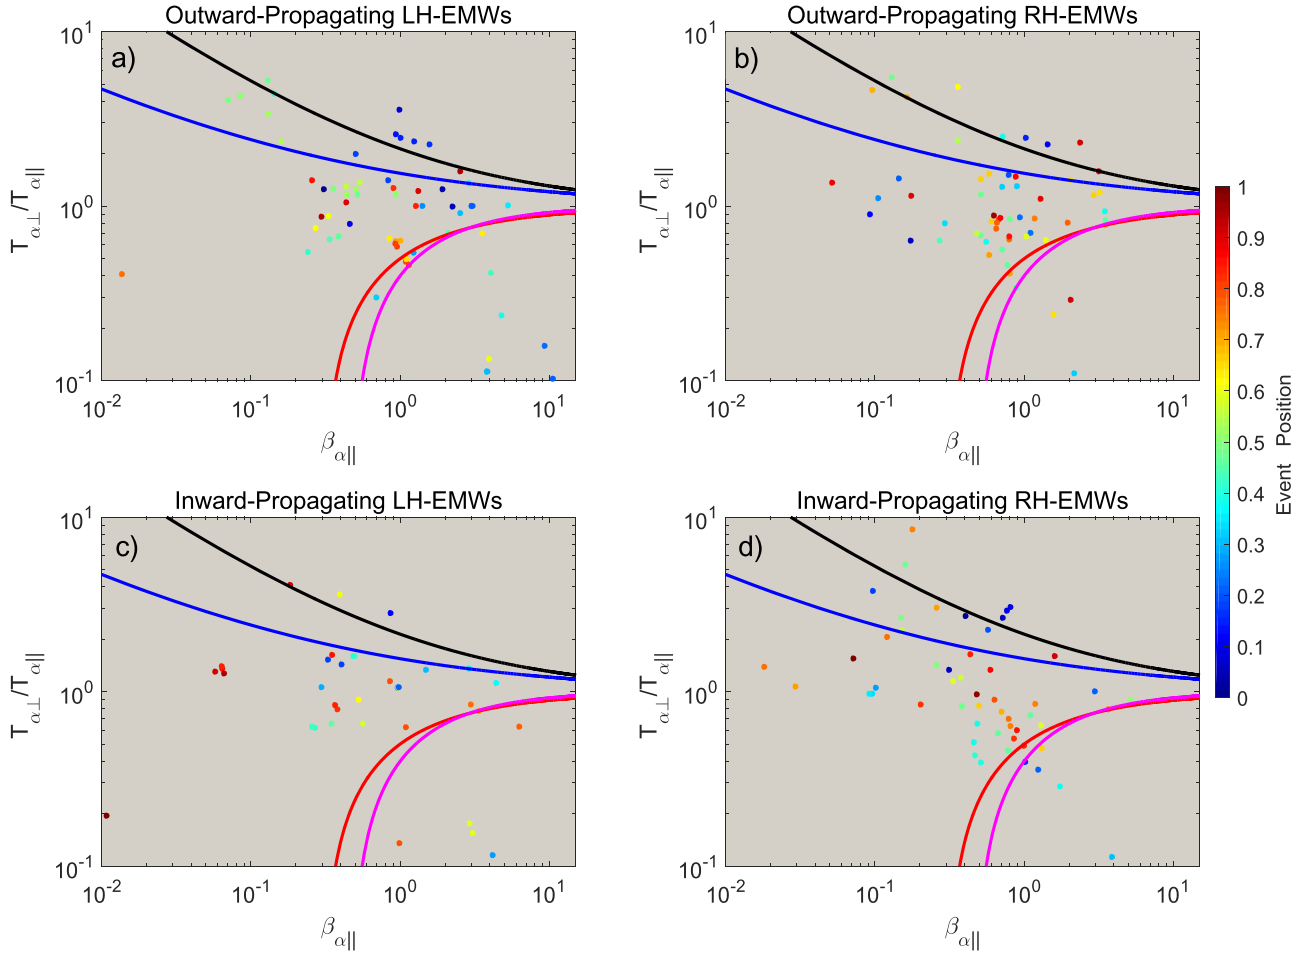 Outward-Propagating LH-EMWs
a)
10^1
10^0
10^-1
T_α⊥/T_α||
10^-2 10^-1 10^0 10^1
β_α||
Outward-Propagating RH-EMWs
b)
10^1
10^0
10^-1
T_α⊥/T_α||
10^-2 10^-1 10^0 10^1
β_α||
Inward-Propagating LH-EMWs
c)
10^1
10^0
10^-1
T_α⊥/T_α||
10^-2 10^-1 10^0 10^1
β_α||
Inward-Propagating RH-EMWs
d)
10^1
10^0
10^-1
T_α⊥/T_α||
10^-2 10^-1 10^0 10^1
β_α||
1
0.9
0.8
0.7
0.6
0.5
0.4
0.3
0.2
0.1
0
Event Position